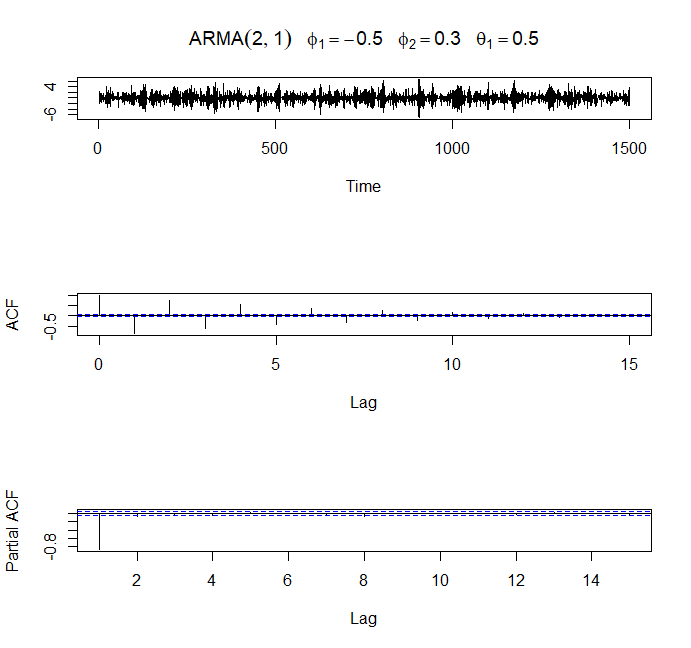 ARMA(2, 1) ϕ₁ = −0.5 ϕ₂ = 0.3 θ₁ = 0.5
4
-6
0 500 1000 1500
Time
ACF
-0.5
0 5 10 15
Lag
Partial ACF
-0.8
2 4 6 8 10 12 14
Lag